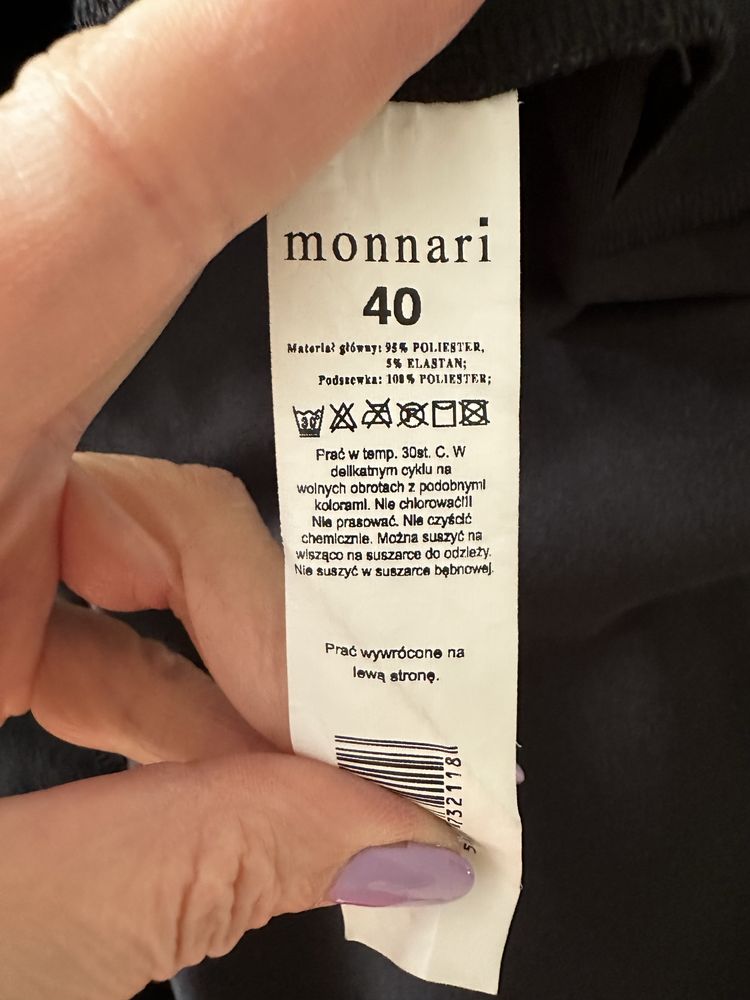 monnari
40
Materiał główny: 95% POLIESTER,
5% ELASTAN;
Podszewka: 100% POLIESTER;
30°
Prać w temp. 30st. C. W
delikatnym cyklu na
wolnych obrotach z podobnymi
kolorami. Nie chlorować!!!
Nie prasować. Nie czyścić
chemicznie. Można suszyć na
wisząco na suszarce do odzieży.
Nie suszyć w suszarce bębnowej.
Prać wywrócone na
lewą stronę.